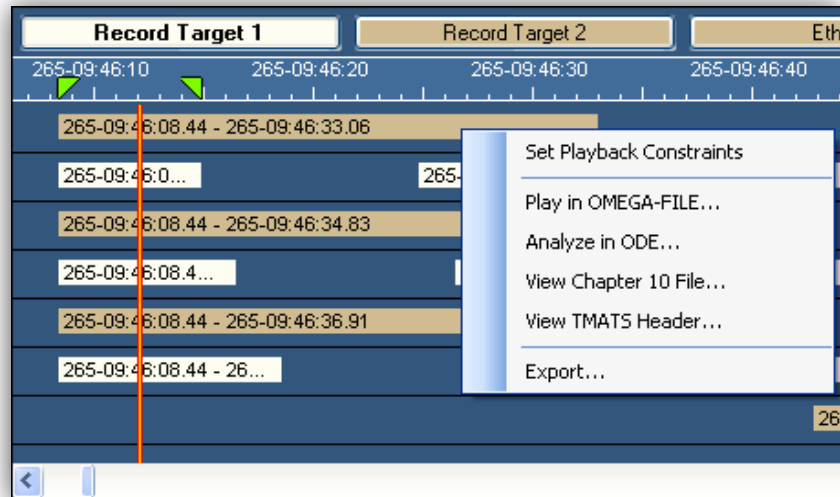 Record Target 1 Record Target 2 Eth
265-09:46:10 265-09:46:20 265-09:46:30 265-09:46:40
265-09:46:08.44 - 265-09:46:33.06
265-09:46:0... 265-
265-09:46:08.44 - 265-09:46:34.83
265-09:46:08.4...
265-09:46:08.44 - 265-09:46:36.91
265-09:46:08.44 - 26...
26
Set Playback Constraints
Play in OMEGA-FILE...
Analyze in ODE...
View Chapter 10 File...
View TMATS Header...
Export...